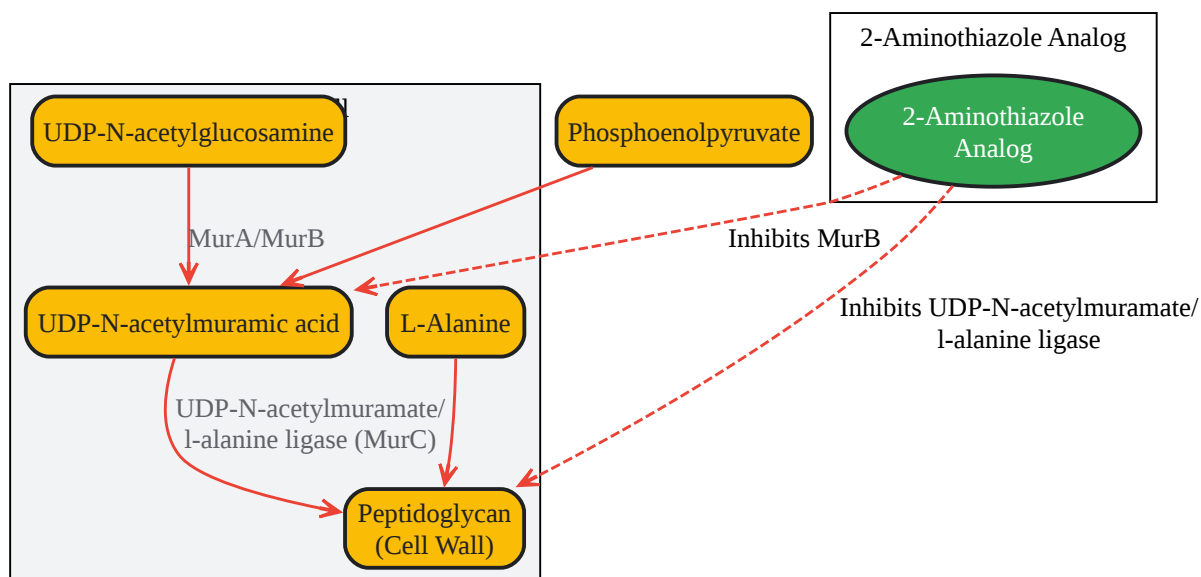 2-Aminothiazole Analog
UDP-N-acetylglucosamine
Phosphoenolpyruvate
2-Aminothiazole
Analog
MurA/MurB
Inhibits MurB
UDP-N-acetylmuramic acid
L-Alanine
Inhibits UDP-N-acetylmuramate/
l-alanine ligase
UDP-N-acetylmuramate/
l-alanine ligase (MurC)
Peptidoglycan
(Cell Wall)